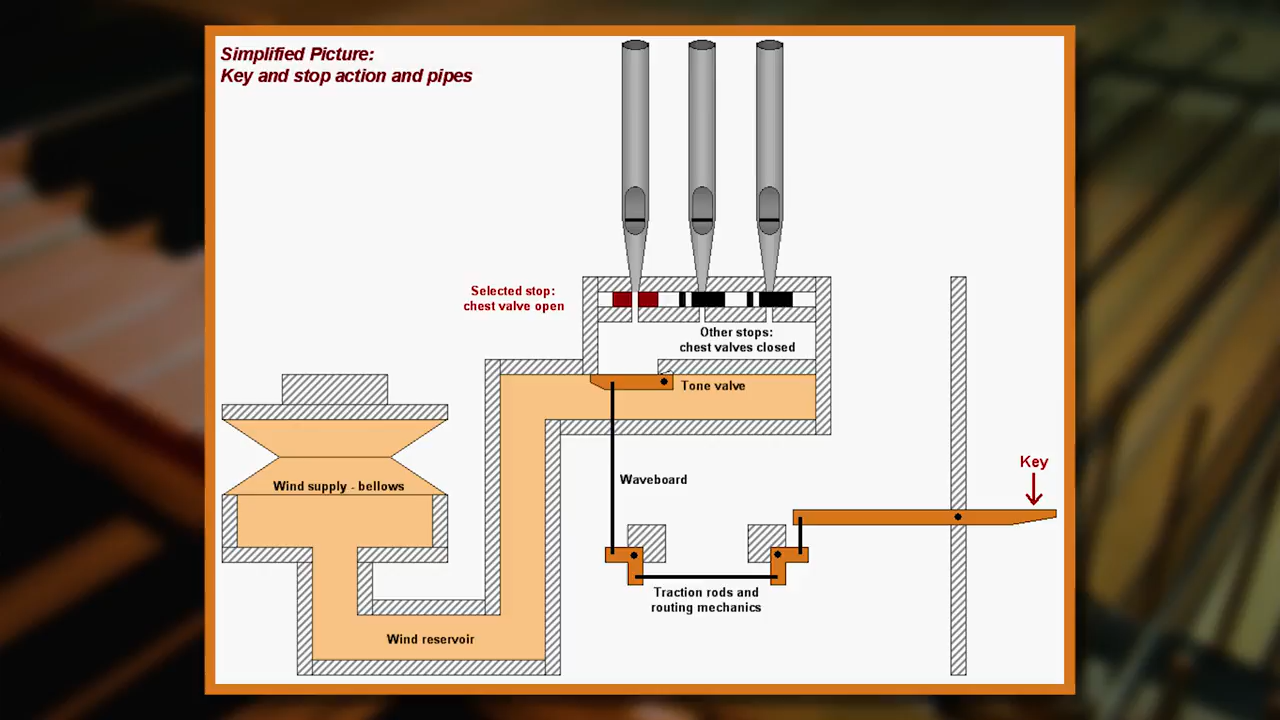 Simplified Picture:
Key and stop action and pipes
Selected stop:
chest valve open
Other stops:
chest valves closed
Tone valve
Wind supply - bellows
Waveboard
Key
Traction rods and
routing mechanics
Wind reservoir